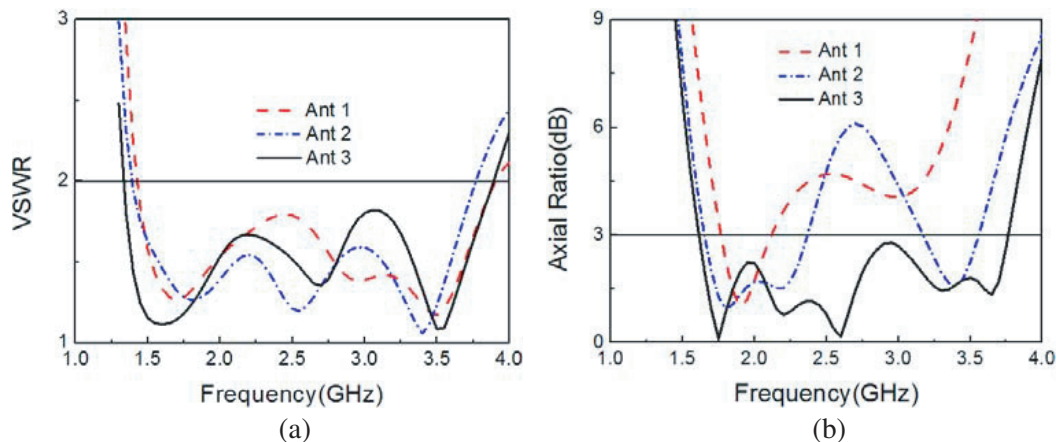 3
2
1
VSWR
Ant 1
Ant 2
Ant 3
1.0 1.5 2.0 2.5 3.0 3.5 4.0
Frequency(GHz)
(a)
9
6
3
0
Axial Ratio(dB)
Ant 1
Ant 2
Ant 3
1.0 1.5 2.0 2.5 3.0 3.5 4.0
Frequency(GHz)
(b)